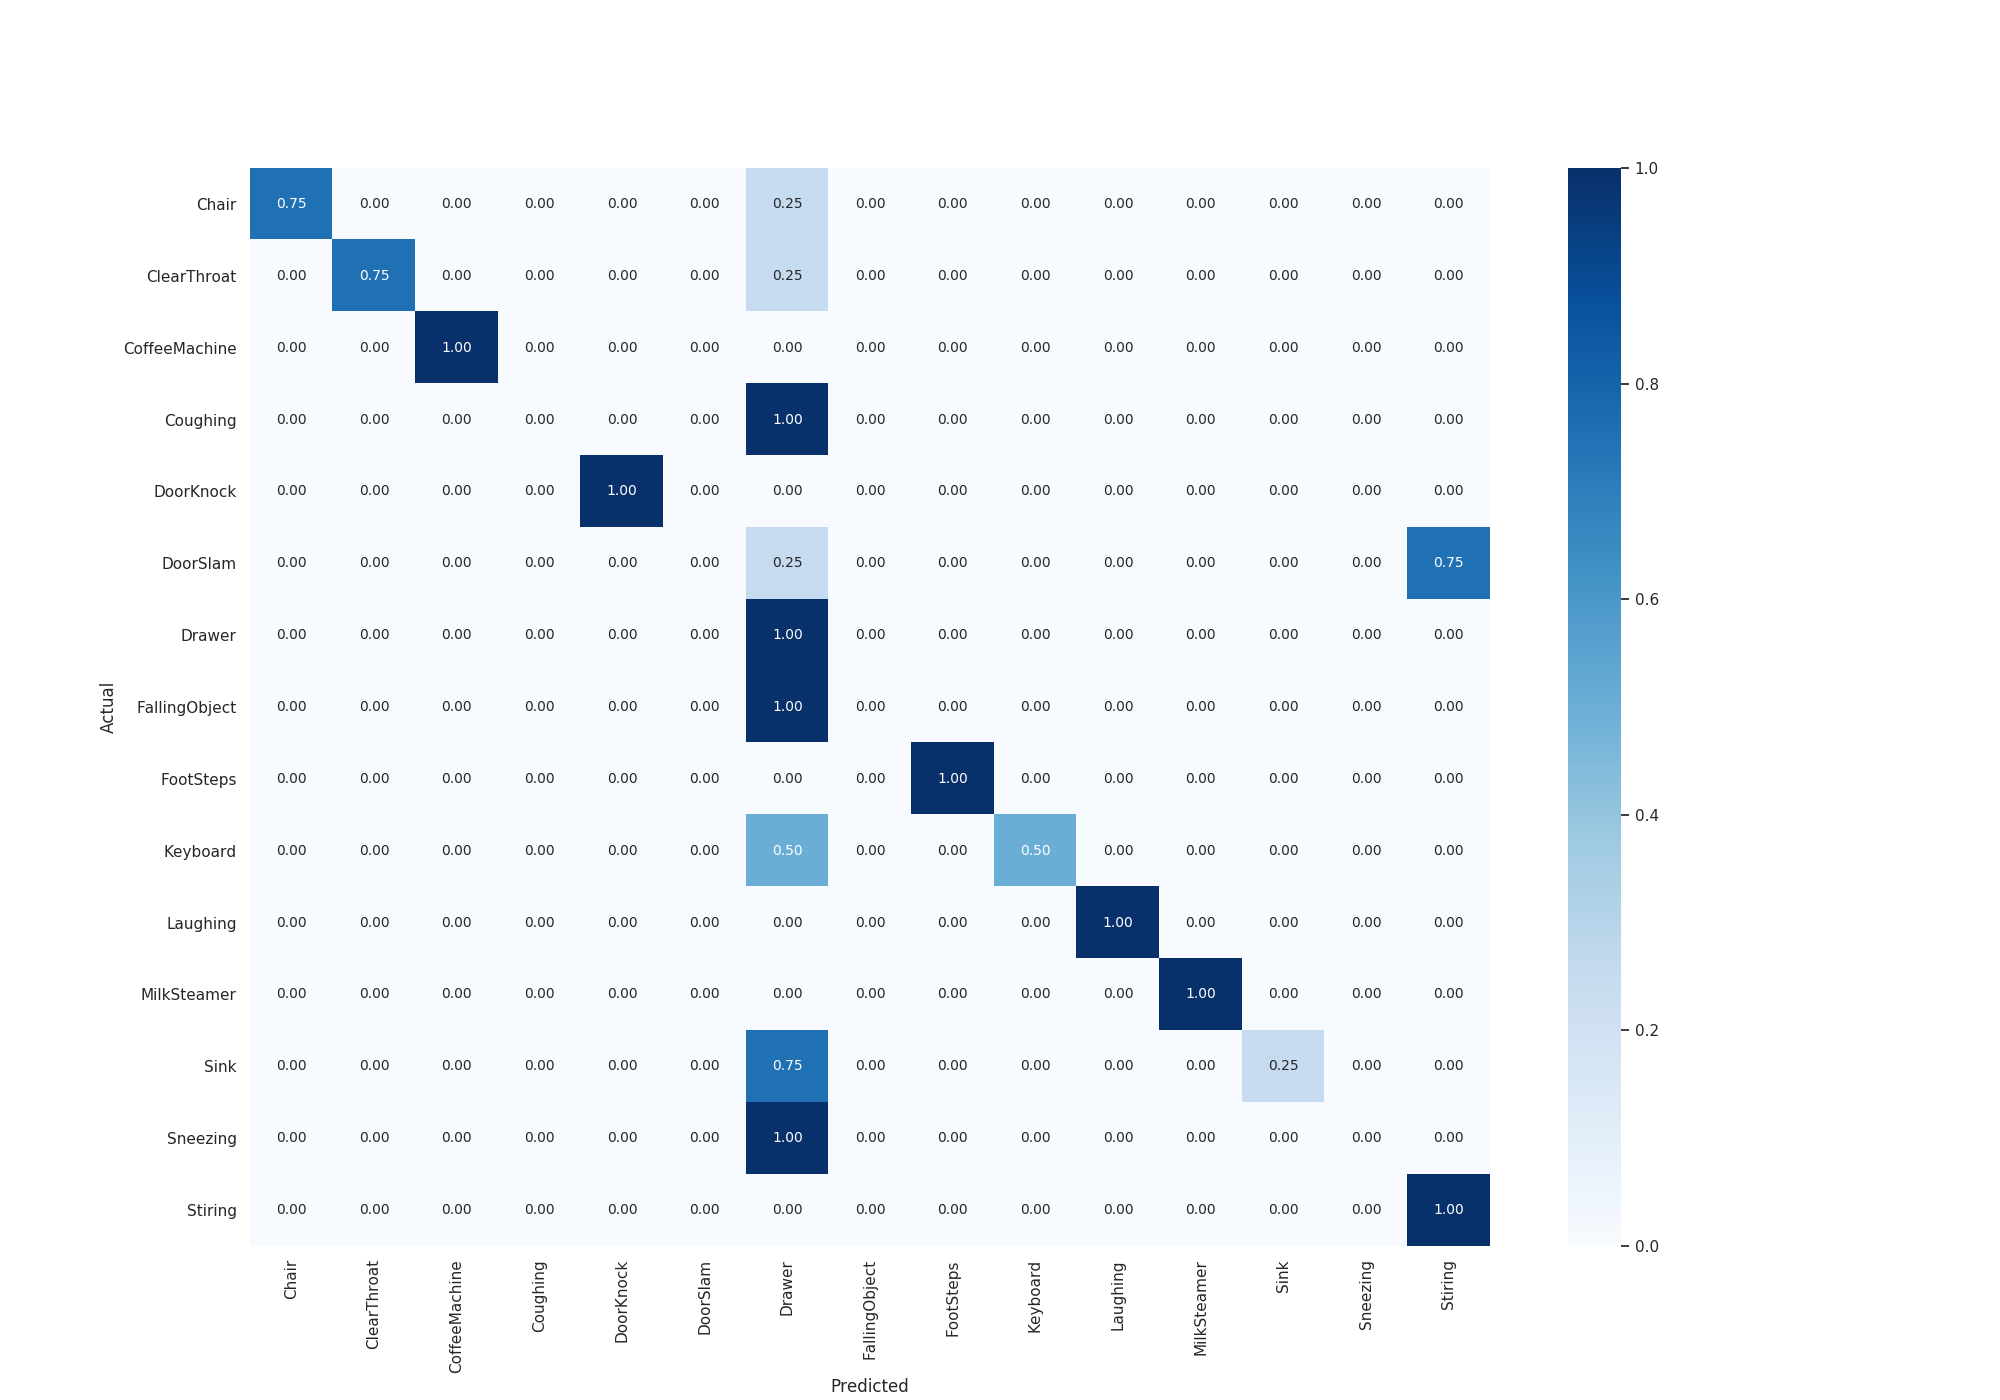 Chair 0.75 0.00 0.00 0.00 0.00 0.00 0.25 0.00 0.00 0.00 0.00 0.00 0.00 0.00 0.00
ClearThroat 0.00 0.75 0.00 0.00 0.00 0.00 0.25 0.00 0.00 0.00 0.00 0.00 0.00 0.00 0.00
CoffeeMachine 0.00 0.00 1.00 0.00 0.00 0.00 0.00 0.00 0.00 0.00 0.00 0.00 0.00 0.00 0.00
Coughing 0.00 0.00 0.00 0.00 0.00 0.00 1.00 0.00 0.00 0.00 0.00 0.00 0.00 0.00 0.00
DoorKnock 0.00 0.00 0.00 0.00 1.00 0.00 0.00 0.00 0.00 0.00 0.00 0.00 0.00 0.00 0.00
DoorSlam 0.00 0.00 0.00 0.00 0.00 0.00 0.25 0.00 0.00 0.00 0.00 0.00 0.00 0.00 0.75
Drawer 0.00 0.00 0.00 0.00 0.00 0.00 1.00 0.00 0.00 0.00 0.00 0.00 0.00 0.00 0.00
FallingObject 0.00 0.00 0.00 0.00 0.00 0.00 1.00 0.00 0.00 0.00 0.00 0.00 0.00 0.00 0.00
FootSteps 0.00 0.00 0.00 0.00 0.00 0.00 0.00 0.00 1.00 0.00 0.00 0.00 0.00 0.00 0.00
Keyboard 0.00 0.00 0.00 0.00 0.00 0.00 0.50 0.00 0.00 0.50 0.00 0.00 0.00 0.00 0.00
Laughing 0.00 0.00 0.00 0.00 0.00 0.00 0.00 0.00 0.00 0.00 1.00 0.00 0.00 0.00 0.00
MilkSteamer 0.00 0.00 0.00 0.00 0.00 0.00 0.00 0.00 0.00 0.00 0.00 1.00 0.00 0.00 0.00
Sink 0.00 0.00 0.00 0.00 0.00 0.00 0.75 0.00 0.00 0.00 0.00 0.00 0.25 0.00 0.00
Sneezing 0.00 0.00 0.00 0.00 0.00 0.00 1.00 0.00 0.00 0.00 0.00 0.00 0.00 0.00 0.00
Stiring 0.00 0.00 0.00 0.00 0.00 0.00 0.00 0.00 0.00 0.00 0.00 0.00 0.00 0.00 1.00
Actual
Chair
ClearThroat
CoffeeMachine
Coughing
DoorKnock
DoorSlam
Drawer
FallingObject
FootSteps
Keyboard
Laughing
MilkSteamer
Sink
Sneezing
Stiring
Predicted
1.0
0.8
0.6
0.4
0.2
0.0